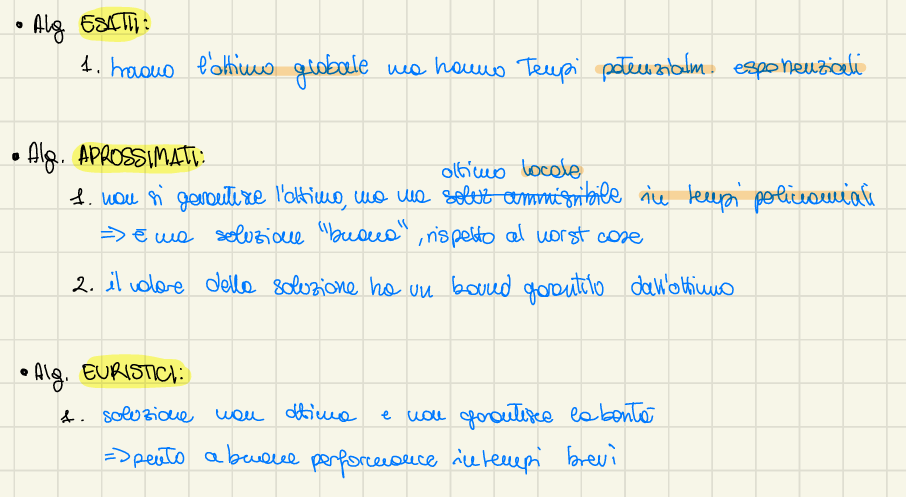 • Alg. ESATTI:
1. trovano l'ottimo globale ma hanno tempi potenzialm. esponenziali
• Alg. APROSSIMATI:
ottimo locale
1. non si garantisce l'ottimo, ma una soluz ammissibile in tempi polinomiali
=> È una soluzione "buona", rispetto al worst case
2. il valore della soluzione ha un bound garantito dall'ottimo
• Alg. EURISTICI:
1. soluzione non ottima e non garantisce la bontà
=> punto a buone performance in tempi brevi